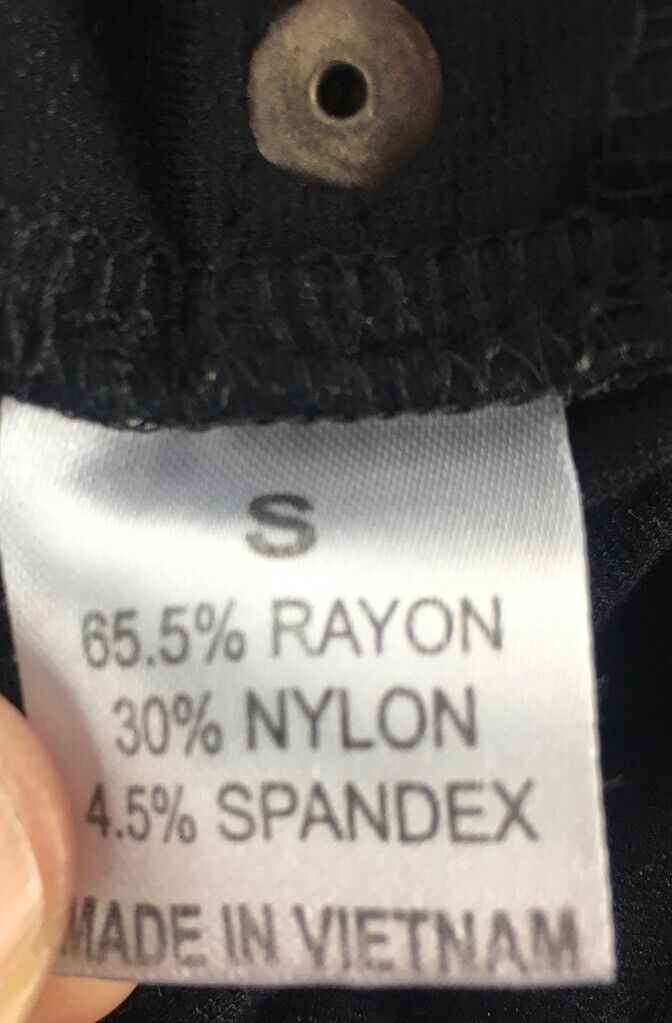 S
65.5% RAYON
30% NYLON
4.5% SPANDEX
MADE IN VIETNAM